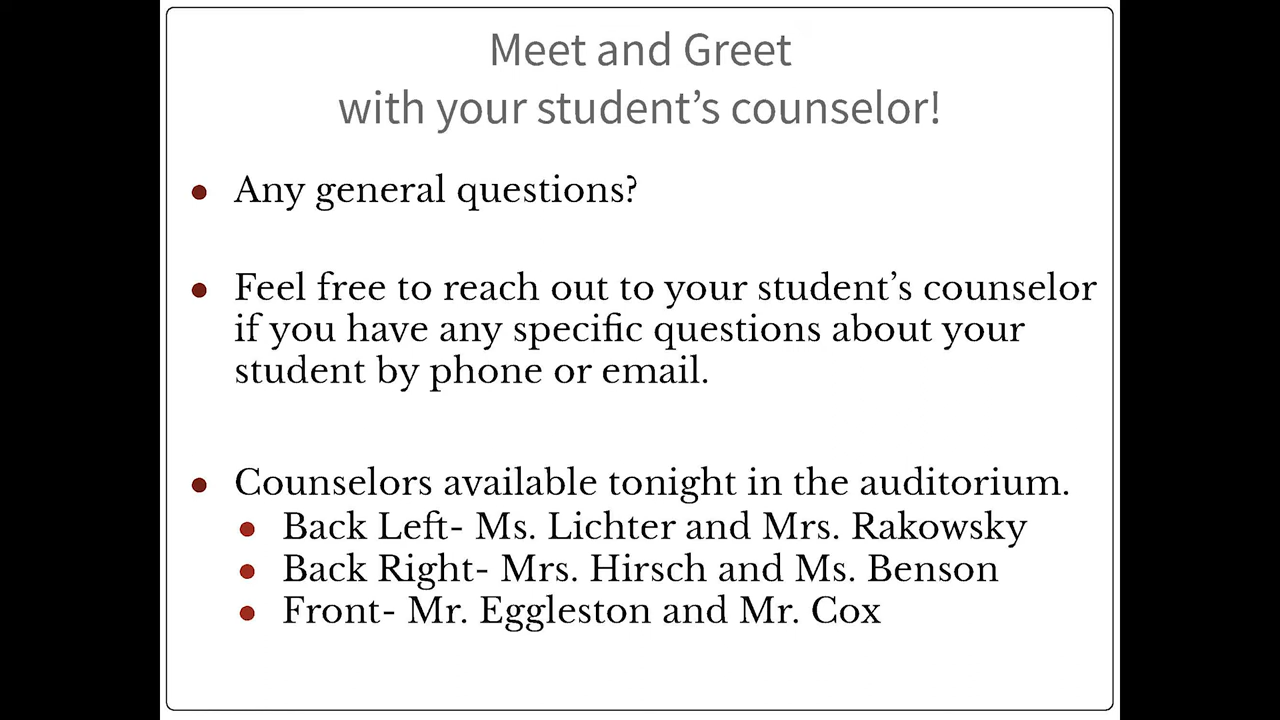 Meet and Greet
with your student’s counselor!
Any general questions?
Feel free to reach out to your student’s counselor
if you have any specific questions about your
student by phone or email.
Counselors available tonight in the auditorium.
Back Left- Ms. Lichter and Mrs. Rakowsky
Back Right- Mrs. Hirsch and Ms. Benson
Front- Mr. Eggleston and Mr. Cox